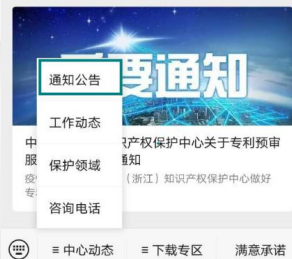 要通知
通知公告
工作动态
保护领域
咨询电话
中
识产权保护中心关于专利预审
服
通知
疫
(浙江)知识产权保护中心做好
专
≡ 中心动态
≡ 下载专区
满意承诺